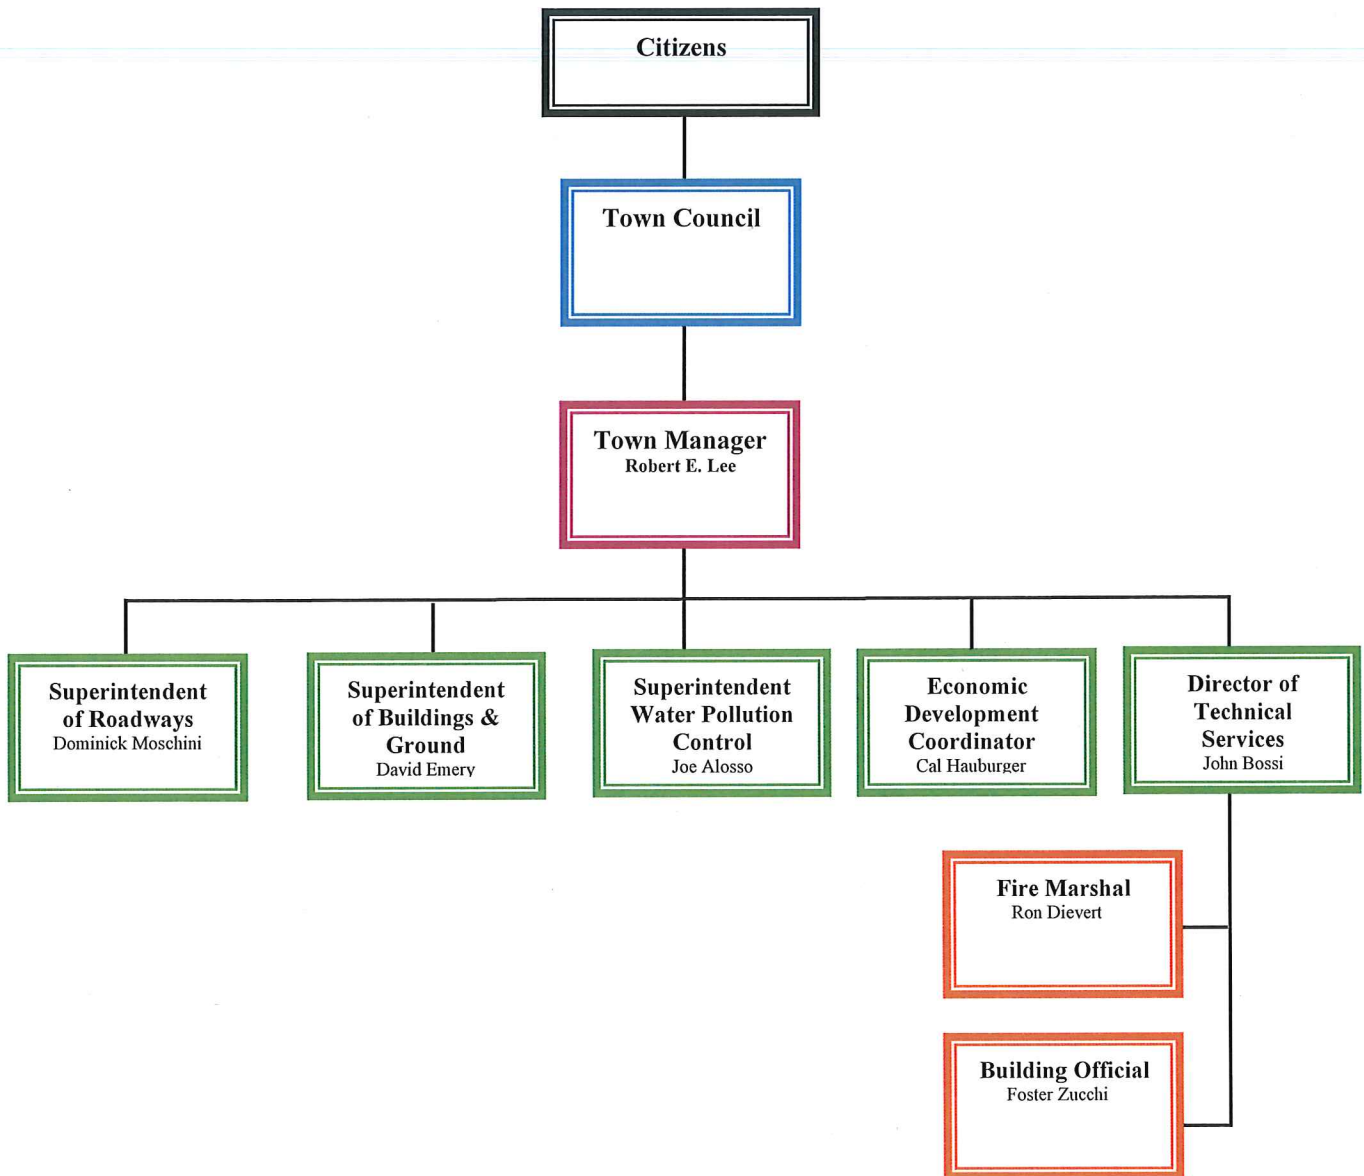 Citizens
Town Council
Town Manager
Robert E. Lee
Superintendent
of Roadways
Dominick Moschini
Superintendent
of Buildings &
Ground
David Emery
Superintendent
Water Pollution
Control
Joe Alosso
Economic
Development
Coordinator
Cal Hauburger
Director of
Technical
Services
John Bossi
Fire Marshal
Ron Dievert
Building Official
Foster Zucchi